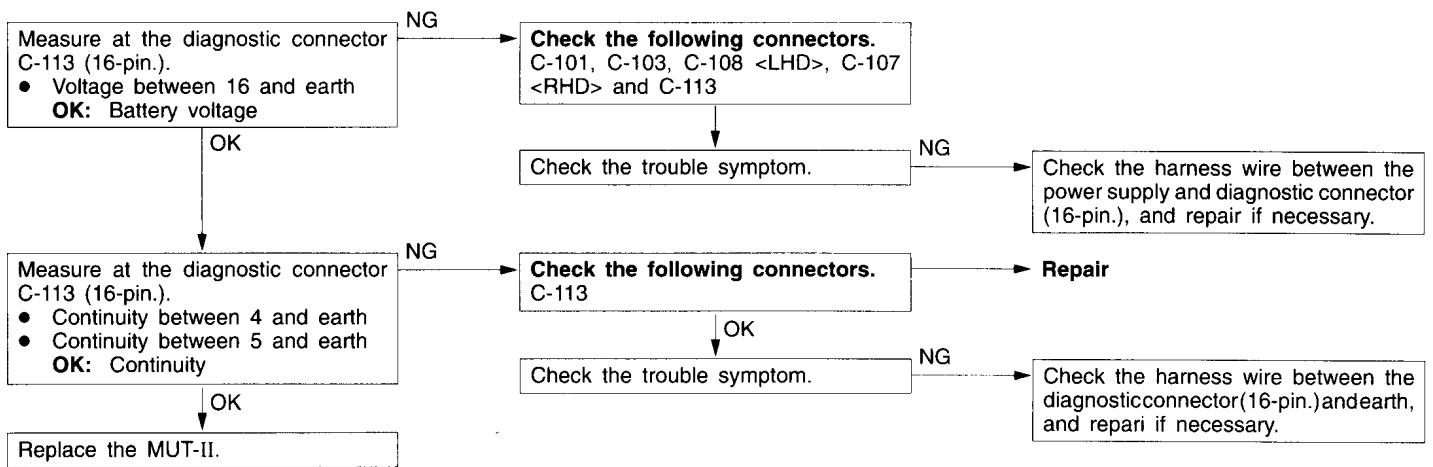 Measure at the diagnostic connector
C-113 (16-pin.).
● Voltage between 16 and earth
OK: Battery voltage
NG
Check the following connectors.
C-101, C-103, C-108 <LHD>, C-107
<RHD> and C-113
OK
Check the trouble symptom.
NG
Check the harness wire between the
power supply and diagnostic connector
(16-pin.), and repair if necessary.
Measure at the diagnostic connector
C-113 (16-pin.).
● Continuity between 4 and earth
● Continuity between 5 and earth
OK: Continuity
NG
Check the following connectors.
C-113
Repair
OK
Check the trouble symptom.
NG
Check the harness wire between the
diagnosticconnector(16-pin.)andearth,
and repari if necessary.
OK
Replace the MUT-II.